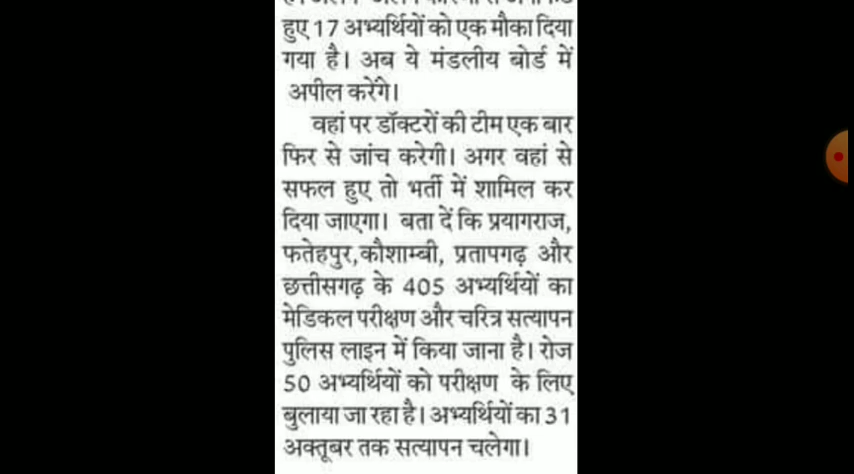 हुए 17 अभ्यर्थियों को एक मौका दिया
गया है। अब ये मंडलीय बोर्ड में
अपील करेंगे।
वहां पर डॉक्टरों की टीम एक बार
फिर से जांच करेगी। अगर वहां से
सफल हुए तो भर्ती में शामिल कर
दिया जाएगा। बता दें कि प्रयागराज,
फतेहपुर,कौशाम्बी, प्रतापगढ़ और
छत्तीसगढ़ के 405 अभ्यर्थियों का
मेडिकल परीक्षण और चरित्र सत्यापन
पुलिस लाइन में किया जाना है। रोज
50 अभ्यर्थियों को परीक्षण के लिए
बुलाया जा रहा है। अभ्यर्थियों का 31
अक्तूबर तक सत्यापन चलेगा।